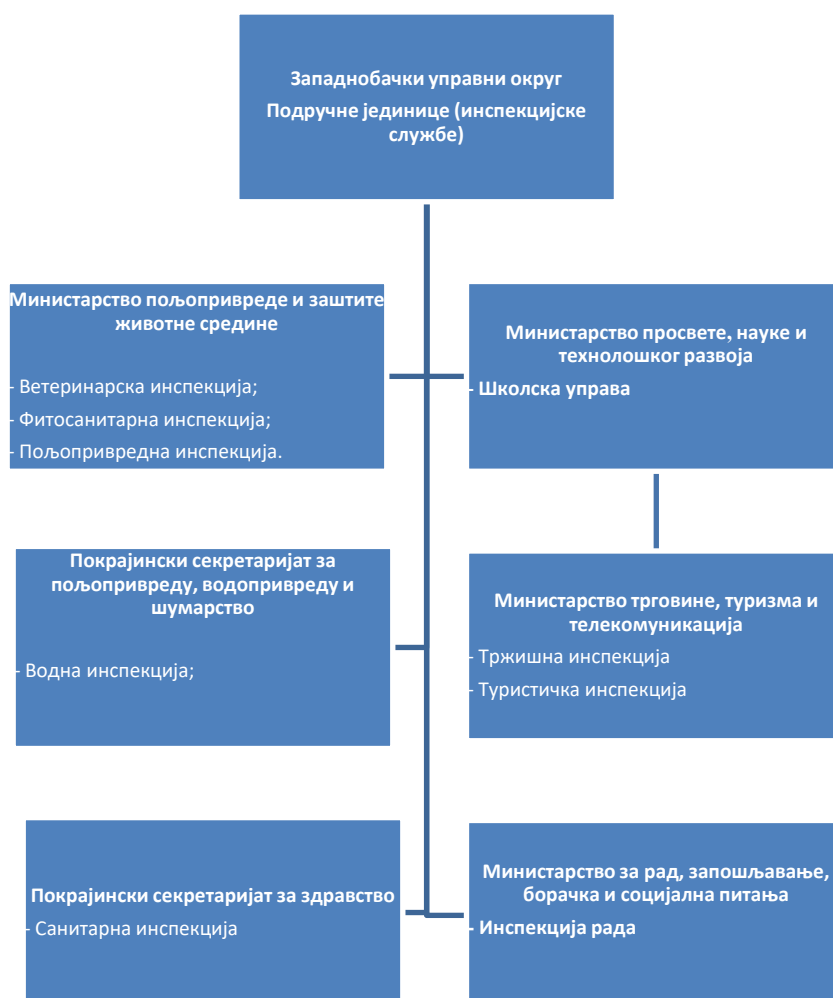 Западнобачки управни округ
Подручне јединице (инспекцијске
службе)
Министарство пољопривреде и заштите
животне средине
- Ветеринарска инспекција;
- Фитосанитарна инспекција;
- Пољопривредна инспекција.
Министарство просвете, науке и
технолошког развоја
- Школска управа
Покрајински секретаријат за
пољопривреду, водопривреду и
шумарство
- Водна инспекција;
Министарство трговине, туризма и
телекомуникација
- Тржишна инспекција
- Туристичка инспекција
Покрајински секретаријат за здравство
- Санитарна инспекција
Министарство за рад, запошљавање,
борачка и социјална питања
- Инспекција рада